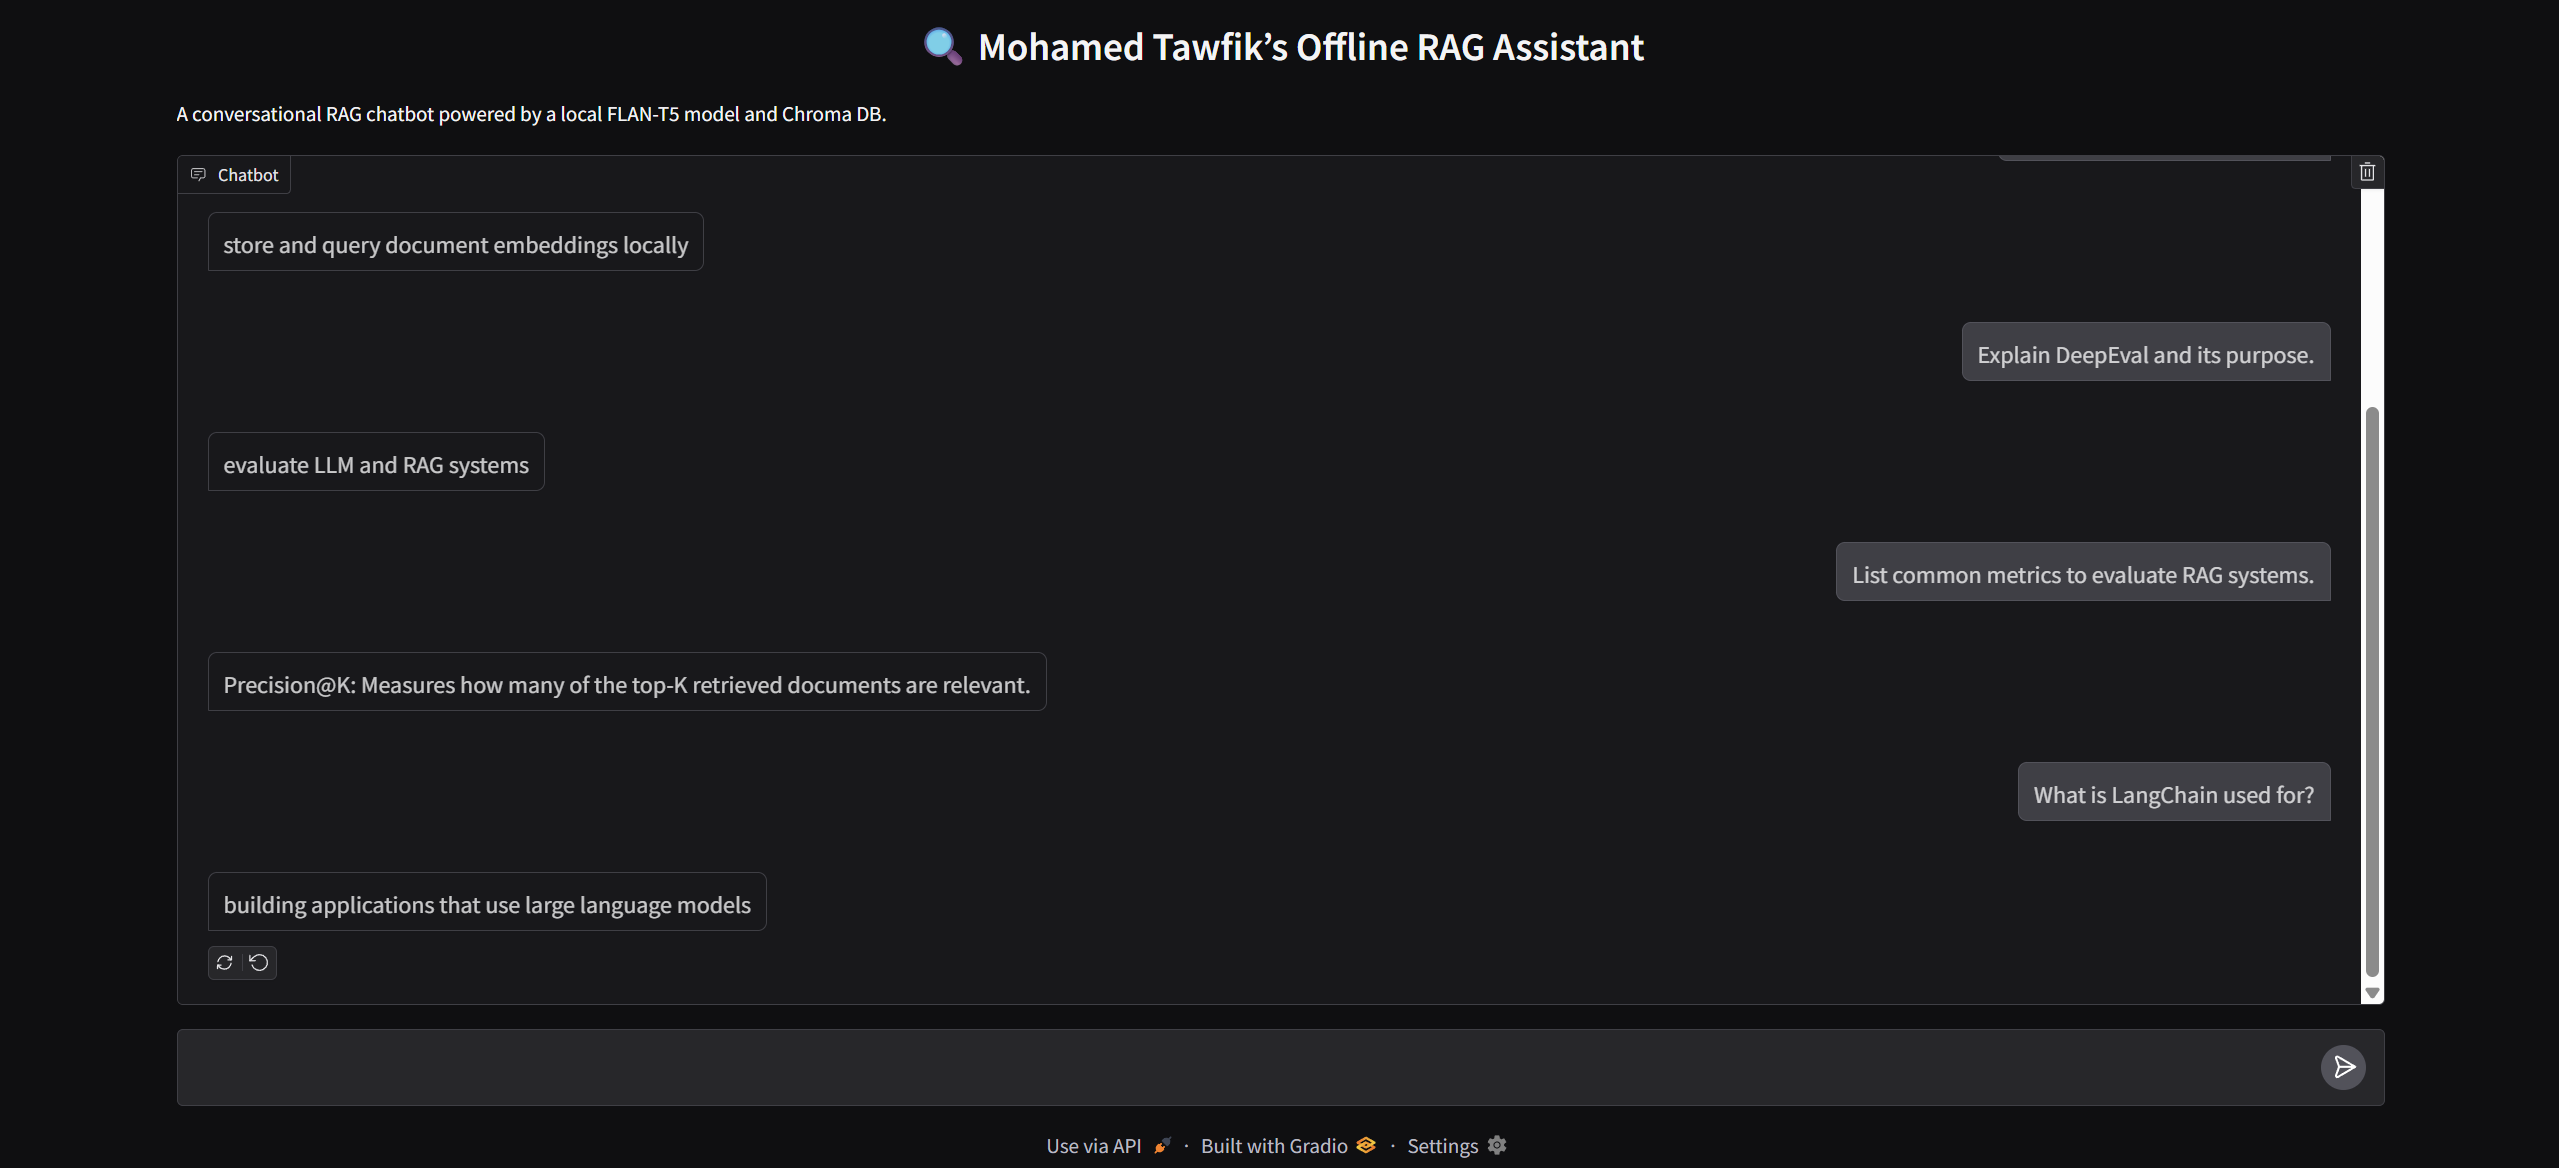 Mohamed Tawfik’s Offline RAG Assistant
A conversational RAG chatbot powered by a local FLAN-T5 model and Chroma DB.
Chatbot
store and query document embeddings locally
Explain DeepEval and its purpose.
evaluate LLM and RAG systems
List common metrics to evaluate RAG systems.
Precision@K: Measures how many of the top-K retrieved documents are relevant.
What is LangChain used for?
building applications that use large language models
Use via API · Built with Gradio · Settings